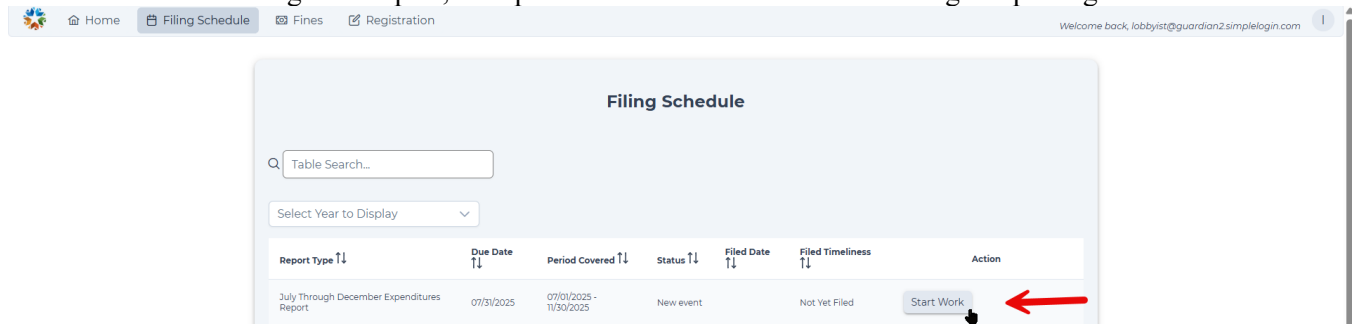 Home Filing Schedule Fines Registration
Welcome back, lobbyist@guardian2.simplelogin.com I
Filing Schedule
Table Search...
Select Year to Display
Report Type Due Date Period Covered Status Filed Date Filed Timeliness Action
July Through December Expenditures Report 07/31/2025 07/01/2025 - 11/30/2025 New event Not Yet Filed Start Work